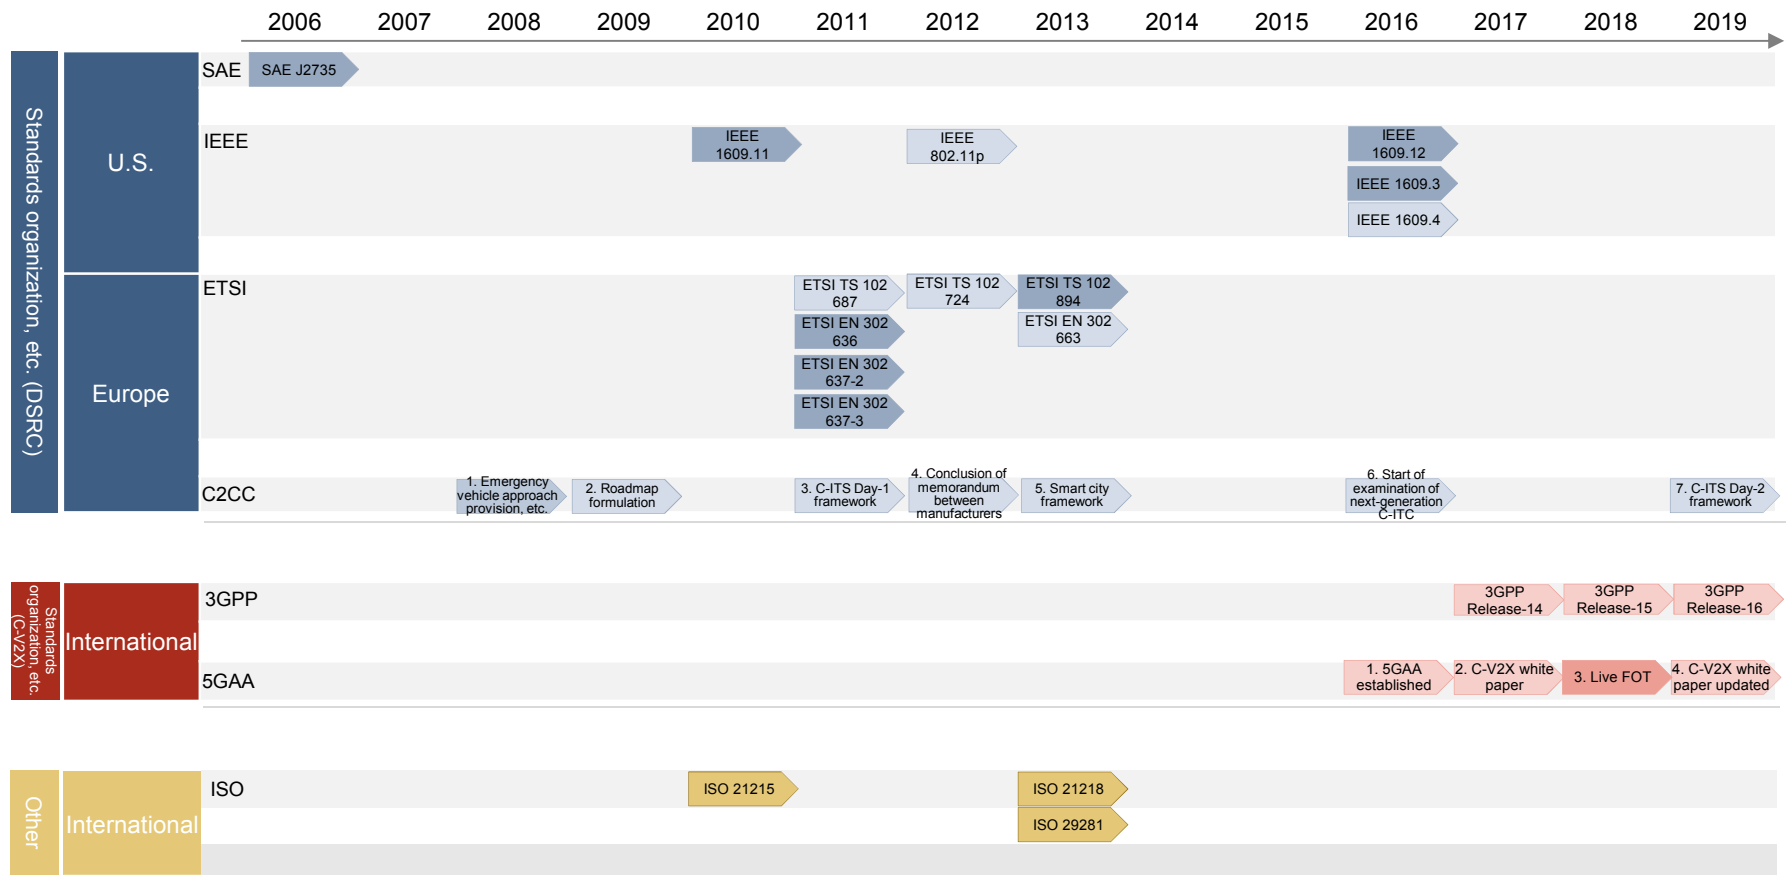 2006 2007 2008 2009 2010 2011 2012 2013 2014 2015 2016 2017 2018 2019
Standards organization, etc. (DSRC)
U.S.
SAE
SAE J2735
IEEE
IEEE
1609.11
IEEE
802.11p
IEEE
1609.12
IEEE 1609.3
IEEE 1609.4
Europe
ETSI
ETSI TS 102
687
ETSI EN 302
636
ETSI EN 302
637-2
ETSI EN 302
637-3
ETSI TS 102
724
ETSI TS 102
894
ETSI EN 302
663
C2CC
1. Emergency
vehicle approach
provision, etc.
2. Roadmap
formulation
3. C-ITS Day-1
framework
4. Conclusion of
memorandum
between
manufacturers
5. Smart city
framework
6. Start of
examination of
next-generation
C-ITC
7. C-ITS Day-2
framework
Standards
organization, etc.
(C-V2X)
International
3GPP
3GPP
Release-14
3GPP
Release-15
3GPP
Release-16
5GAA
1. 5GAA
established
2. C-V2X white
paper
3. Live FOT
4. C-V2X white
paper updated
Other
International
ISO
ISO 21215
ISO 21218
ISO 29281